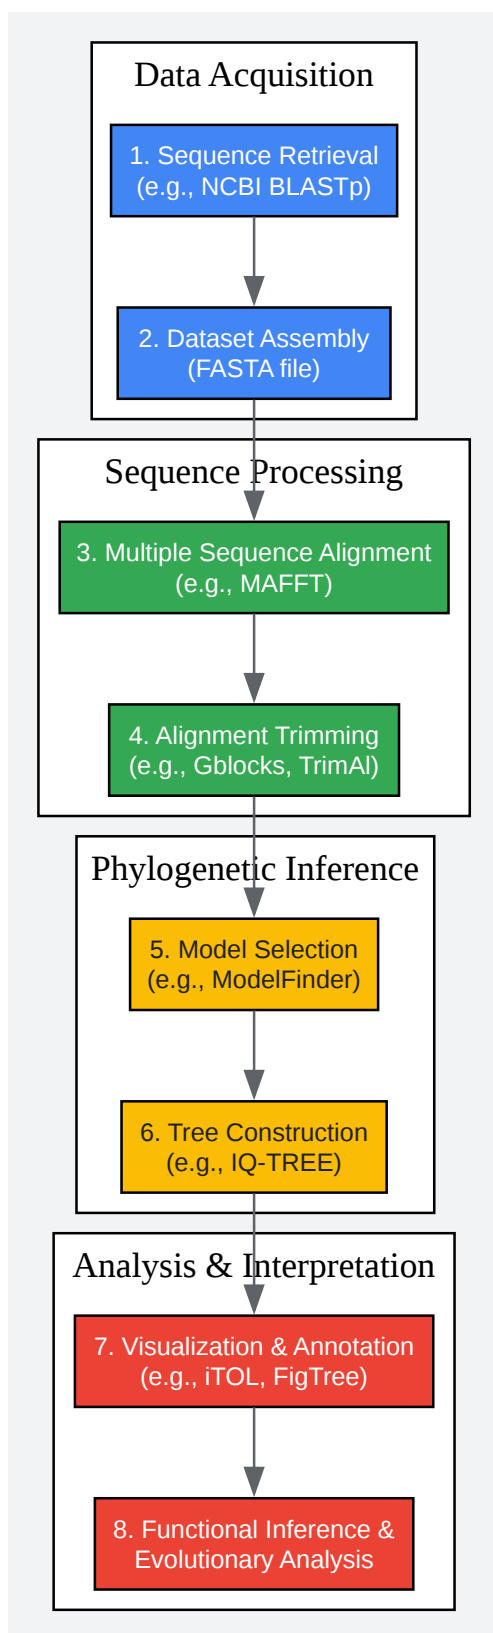 Data Acquisition
1. Sequence Retrieval
(e.g., NCBI BLASTp)
2. Dataset Assembly
(FASTA file)
Sequence Processing
3. Multiple Sequence Alignment
(e.g., MAFFT)
4. Alignment Trimming
(e.g., Gblocks, TrimAl)
Phylogenetic Inference
5. Model Selection
(e.g., ModelFinder)
6. Tree Construction
(e.g., IQ-TREE)
Analysis & Interpretation
7. Visualization & Annotation
(e.g., iTOL, FigTree)
8. Functional Inference &
Evolutionary Analysis